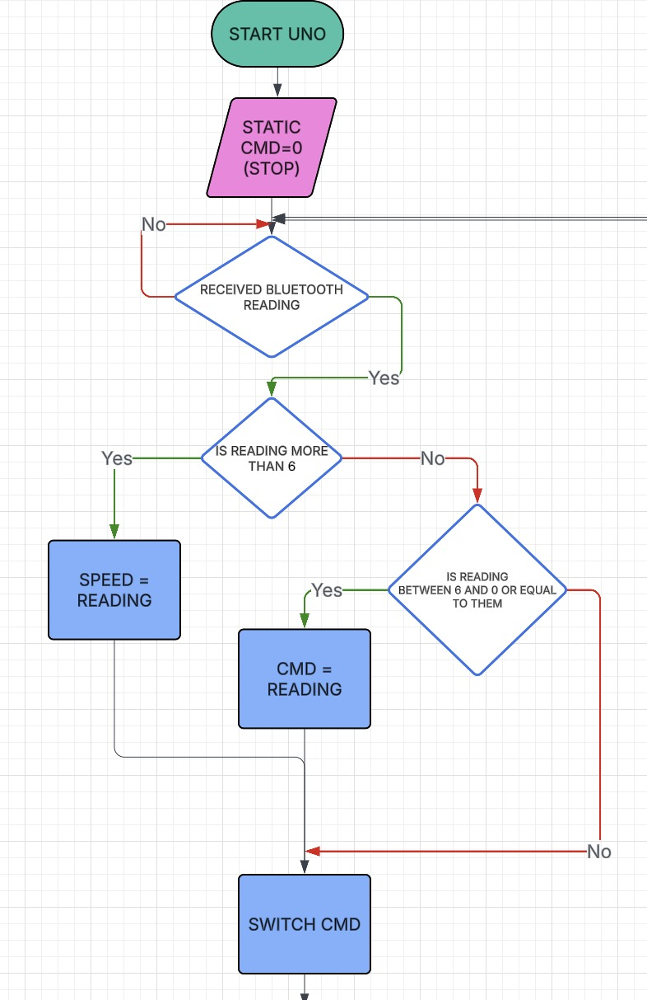 START UNO
STATIC
CMD=0
(STOP)
No
RECEIVED BLUETOOTH
READING
Yes
IS READING MORE
THAN 6
Yes
No
SPEED =
READING
IS READING
BETWEEN 6 AND 0 OR EQUAL
TO THEM
Yes
CMD =
READING
No
SWITCH CMD